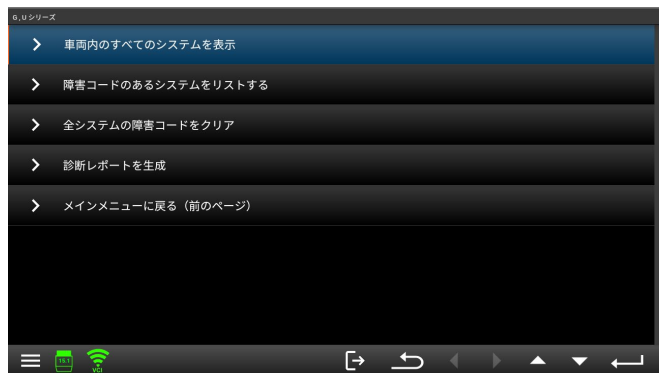 G,Uシリーズ
車両内のすべてのシステムを表示
障害コードのあるシステムをリストする
全システムの障害コードをクリア
診断レポートを生成
メインメニューに戻る（前のページ）
15.1
VCI